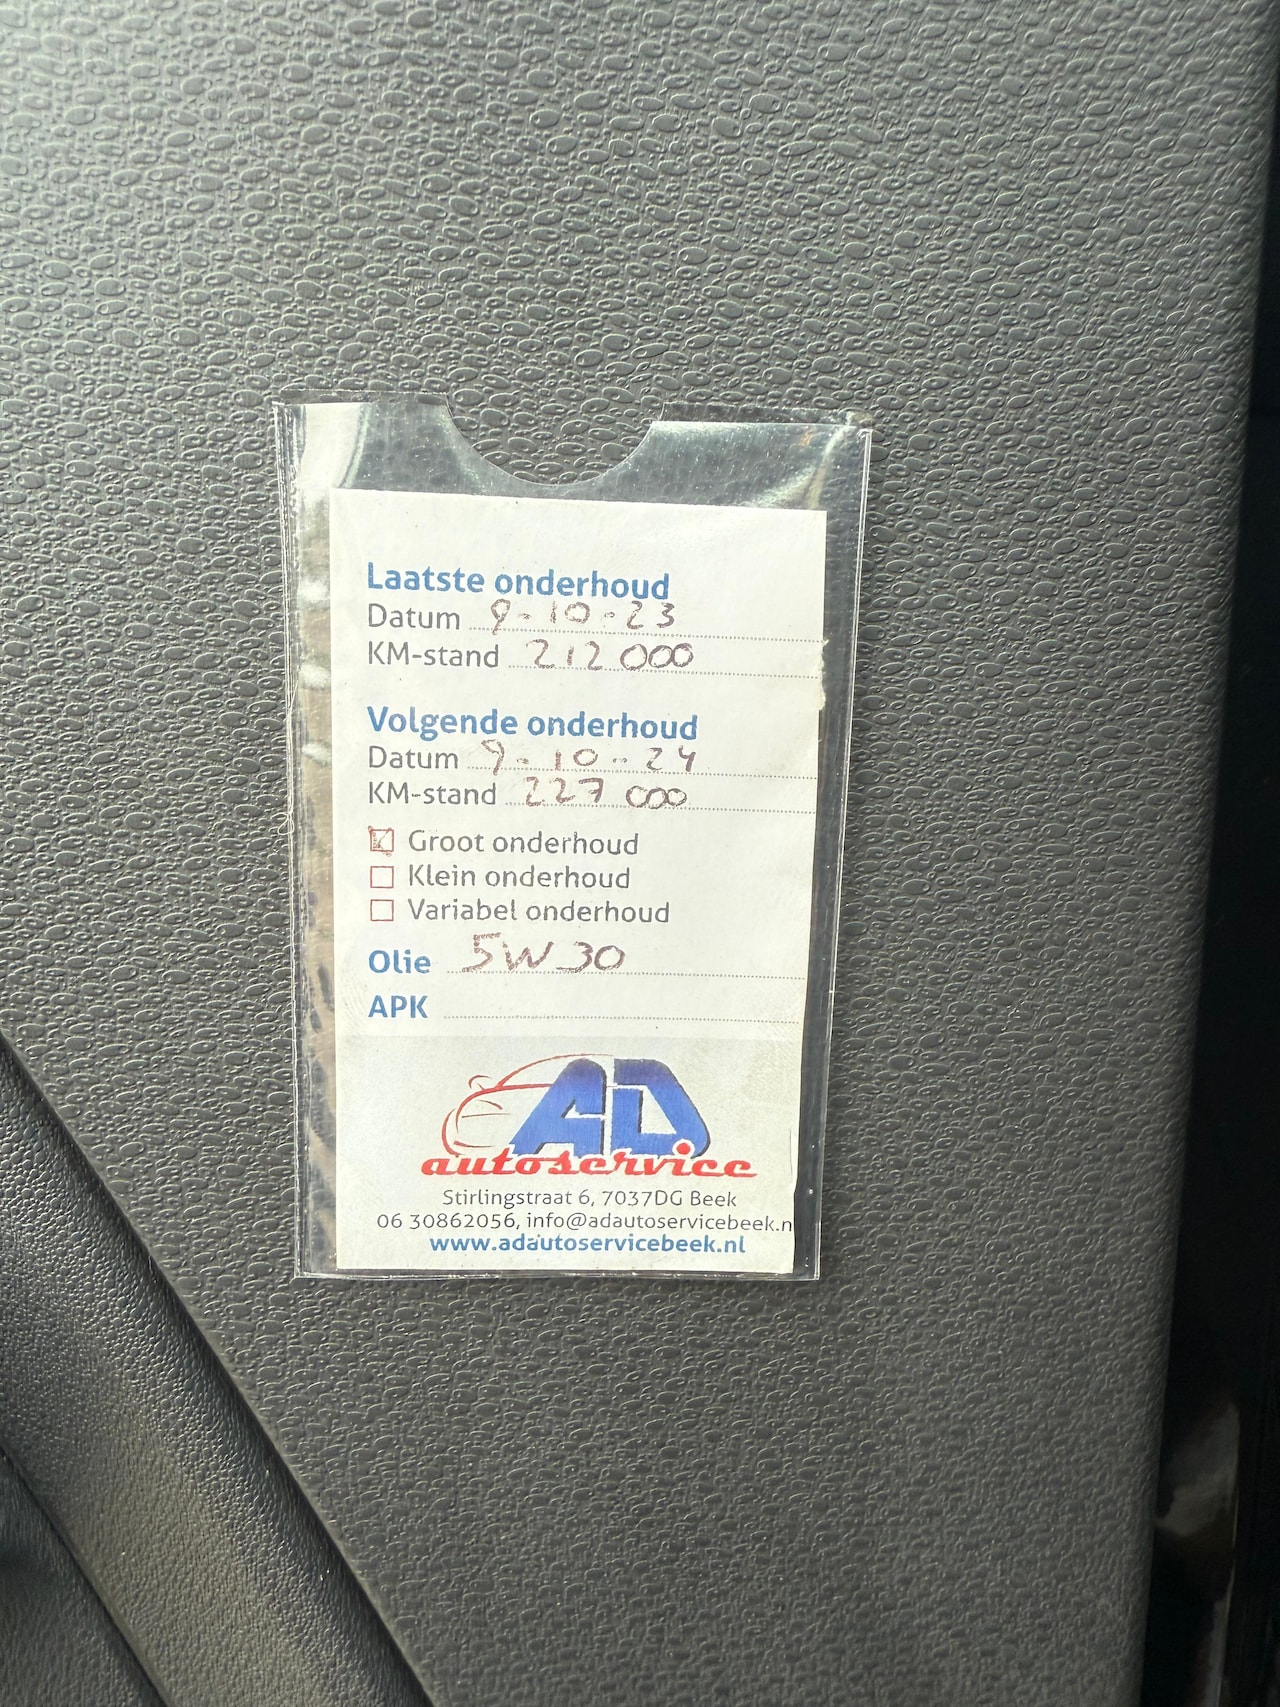 Laatste onderhoud
Datum 9-10-23
KM-stand 212 000
Volgende onderhoud
Datum 9-10-24
KM-stand 227 000
Groot onderhoud
Klein onderhoud
Variabel onderhoud
Olie 5W30
APK
AD
autoservice
Stirlingstraat 6, 7037DG Beek
06 30862056, info@adautoservicebeek.n
www.adautoservicebeek.nl